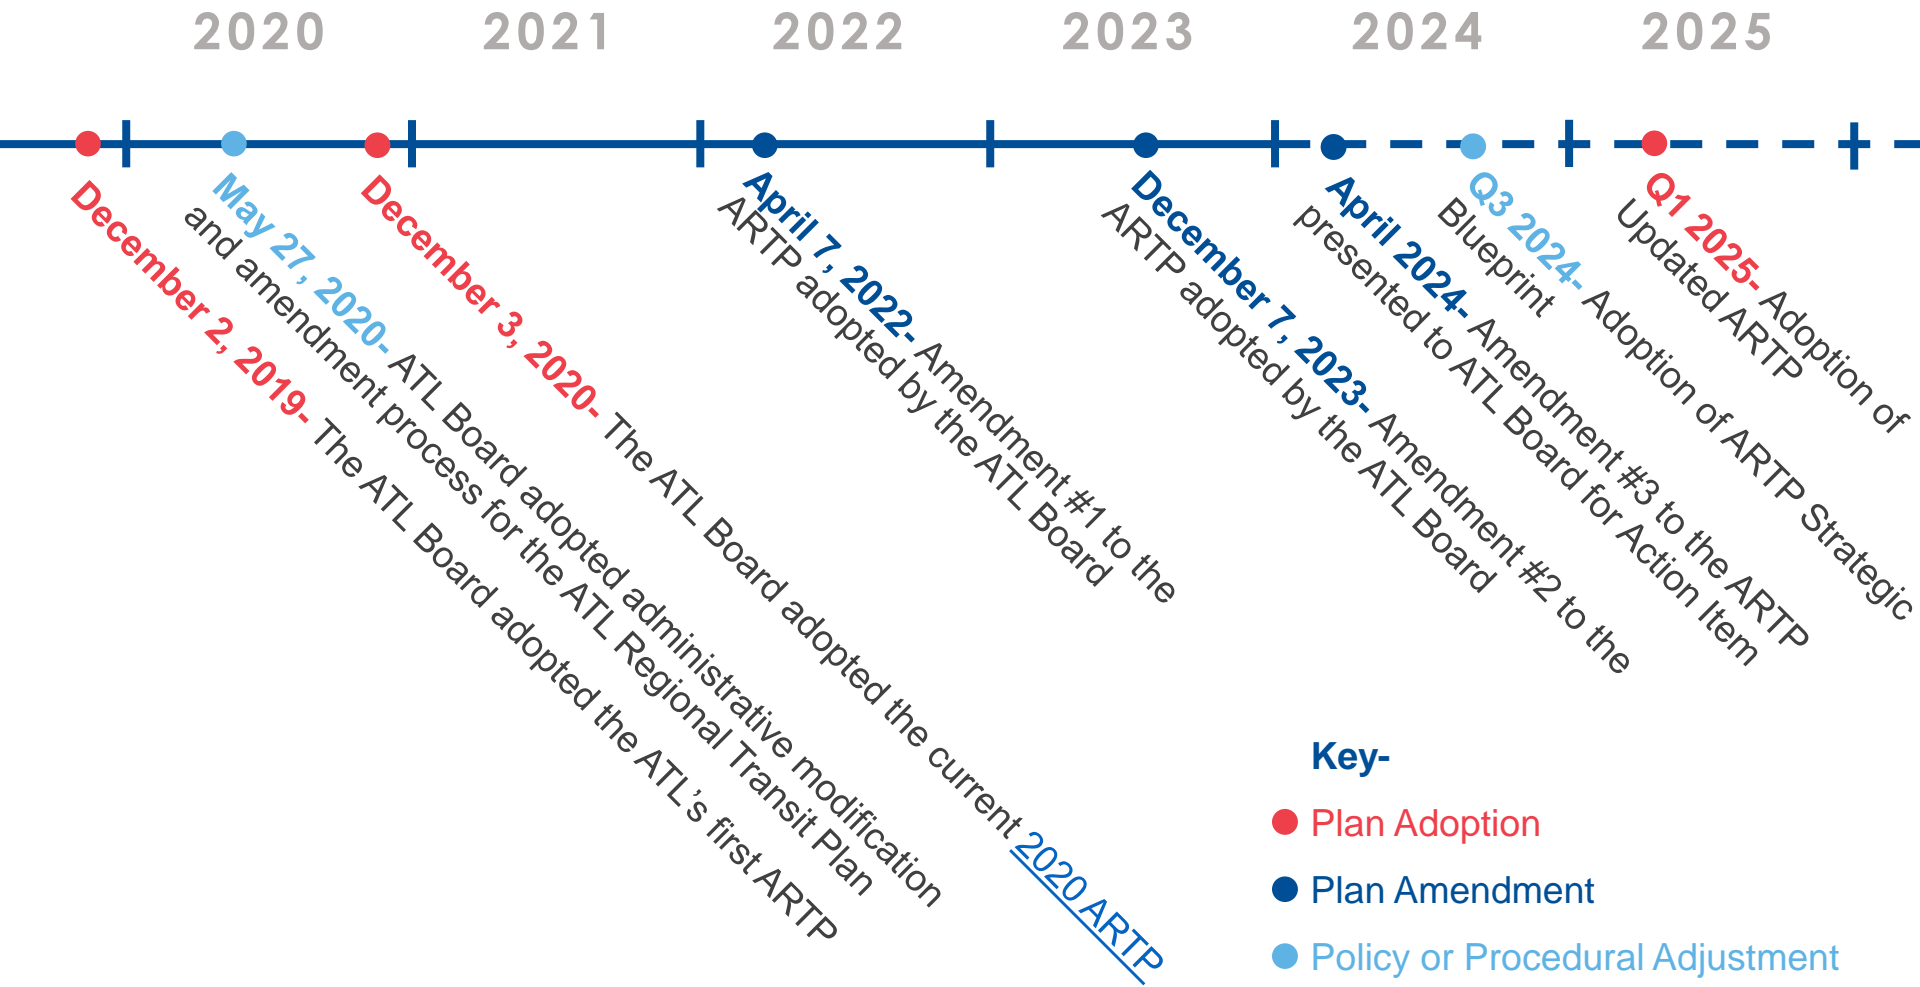 2020 2021 2022 2023 2024 2025
December 2, 2019- The ATL Board adopted the ATL’s first ARTP
May 27, 2020- ATL Board adopted administrative modification
and amendment process for the ATL Regional Transit Plan
December 3, 2020- The ATL Board adopted the current 2020 ARTP
April 7, 2022- Amendment #1 to the
ARTP adopted by the ATL Board
December 7, 2023- Amendment #2 to the
ARTP adopted by the ATL Board
April 2024- Amendment #3 to the ARTP
presented to ATL Board for Action Item
Q3 2024- Adoption of ARTP Strategic
Blueprint
Q1 2025- Adoption of
Updated ARTP
Key-
Plan Adoption
Plan Amendment
Policy or Procedural Adjustment